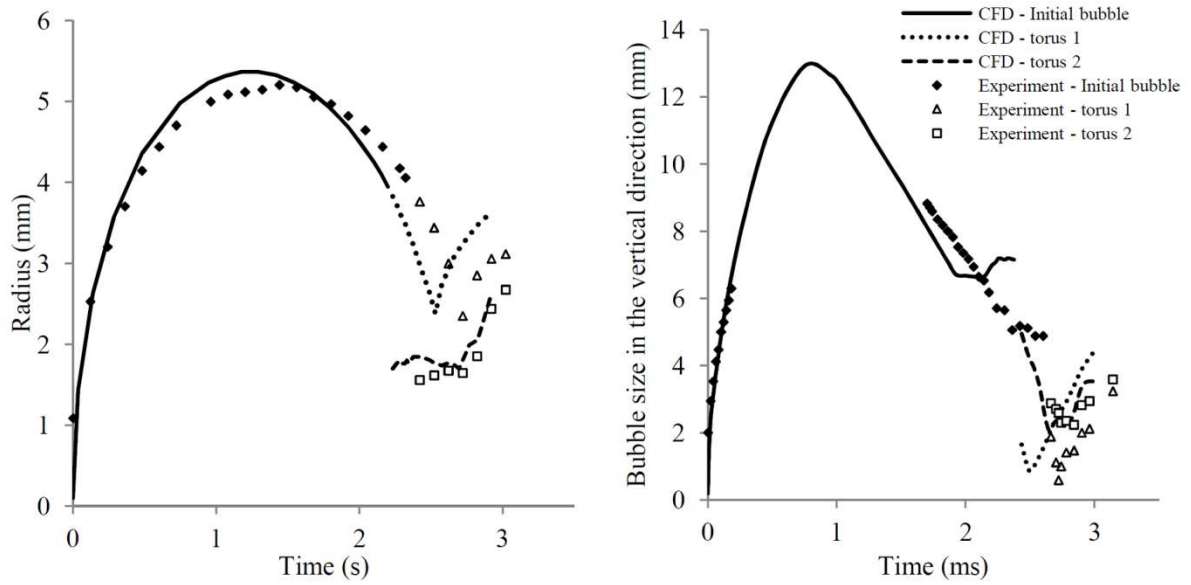 CFD - Initial bubble
CFD - torus 1
CFD - torus 2
Experiment - Initial bubble
Experiment - torus 1
Experiment - torus 2
Radius (mm)
6
5
4
3
2
1
0
0 1 2 3
Time (s)
Bubble size in the vertical direction (mm)
14
12
10
8
6
4
2
0
0 1 2 3
Time (ms)